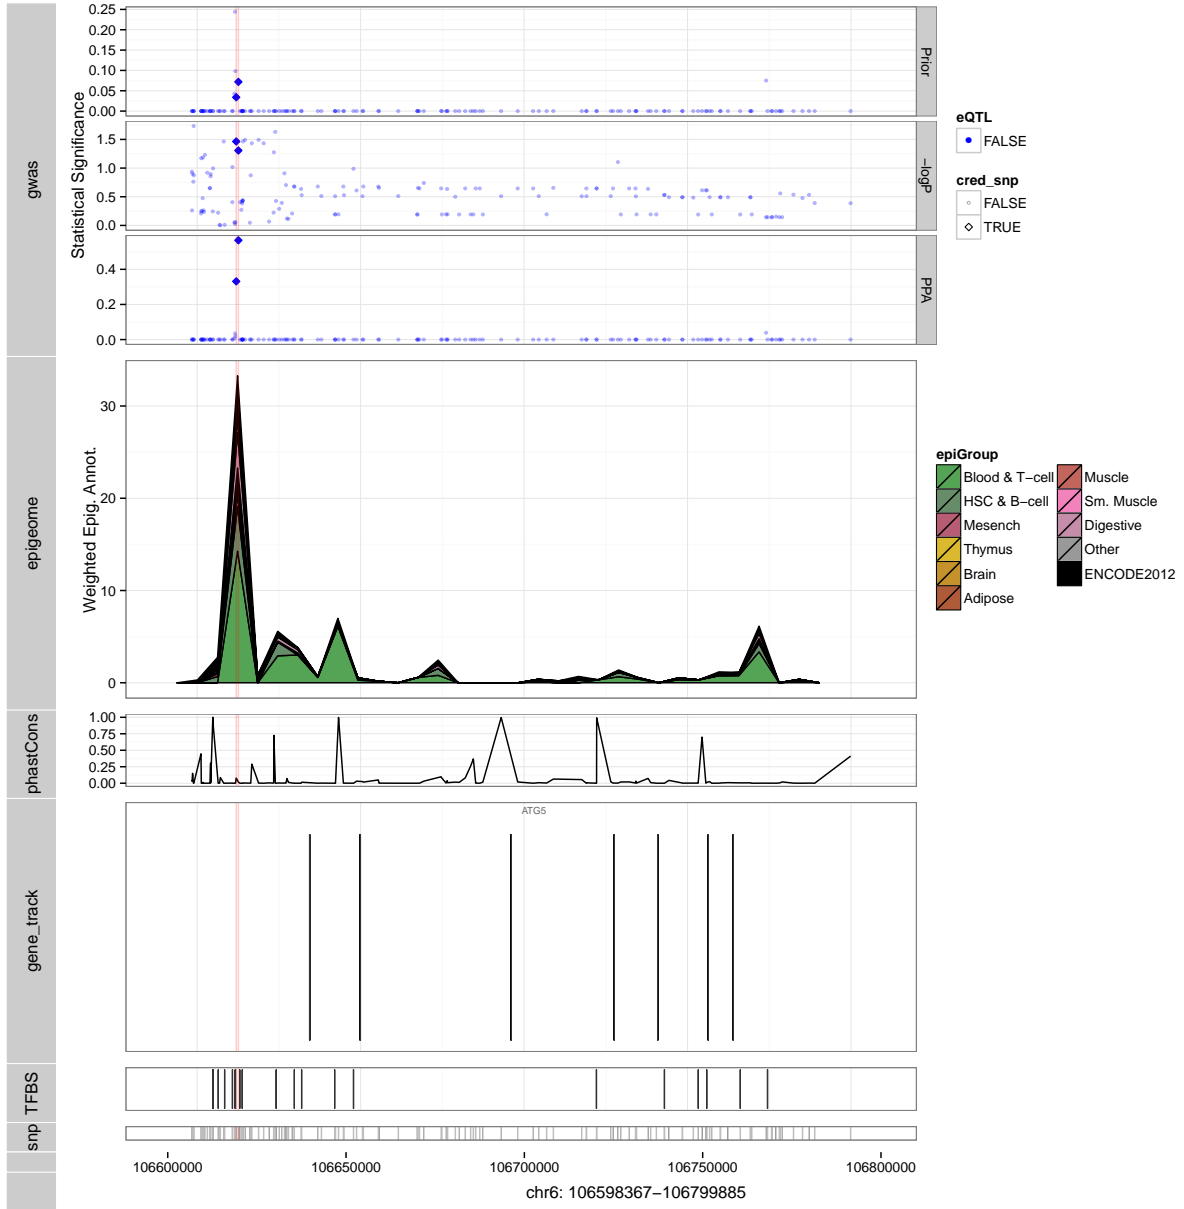 gwas
Statistical Significance
0.25
0.20
0.15
0.10
0.05
0.00
Prior
1.5
1.0
0.5
0.0
−logP
0.4
0.2
0.0
PPA
eQTL
FALSE
cred_snp
FALSE
TRUE
epigeome
Weighted Epig. Annot.
30
20
10
0
epiGroup
Blood & T−cell
HSC & B−cell
Mesench
Thymus
Brain
Adipose
Muscle
Sm. Muscle
Digestive
Other
ENCODE2012
phastCons
1.00
0.75
0.50
0.25
0.00
gene_track
ATG5
TFBS
snp
106600000 106650000 106700000 106750000 106800000
chr6: 106598367−106799885